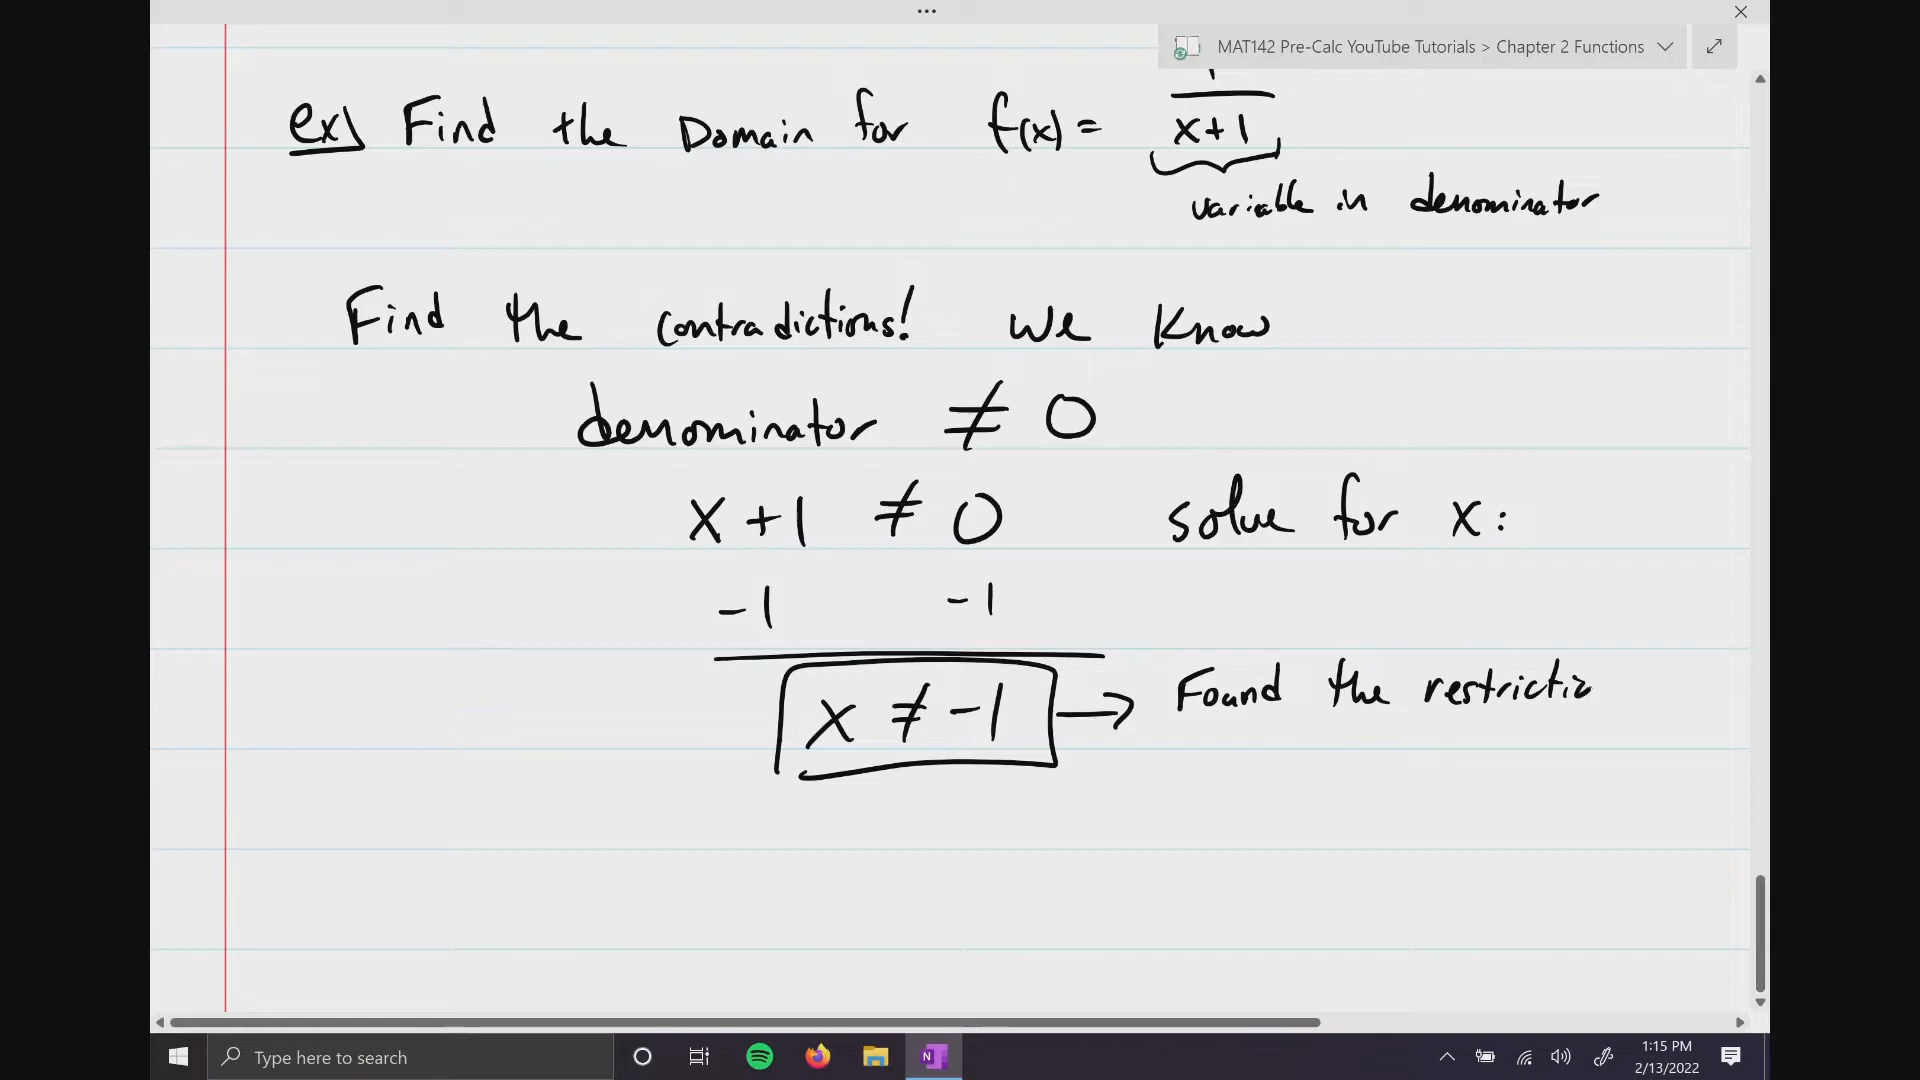 MAT142 Pre-Calc YouTube Tutorials > Chapter 2 Functions
ex) Find the Domain for f(x) = 1/(x+1)
variable in denominator
Find the contradictions! We Know
denominator ≠ 0
x + 1 ≠ 0 solve for x:
-1 -1
x ≠ -1 → Found the restrictio
Type here to search
1:15 PM
2/13/2022